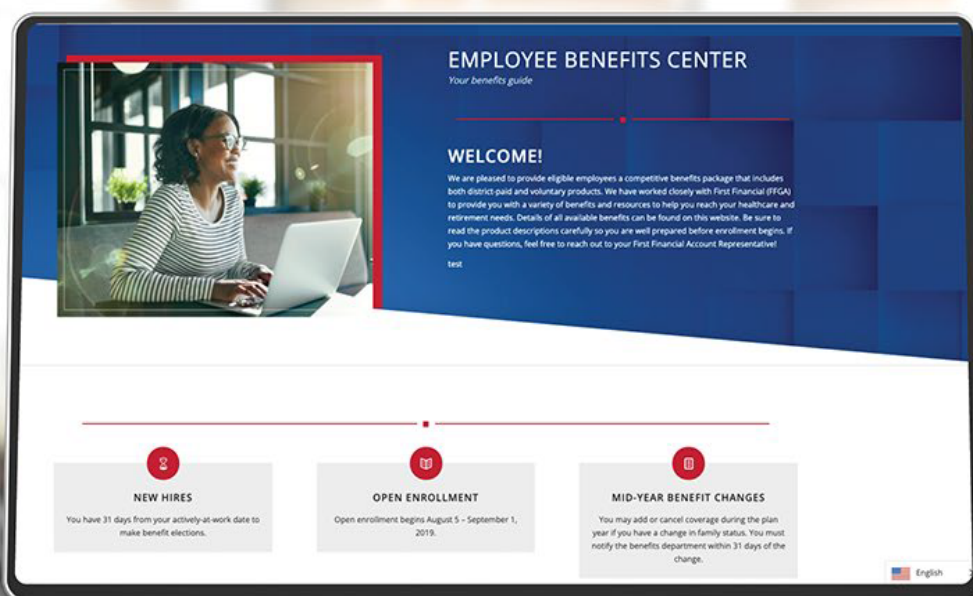 EMPLOYEE BENEFITS CENTER
Your benefits guide
WELCOME!
We are pleased to provide eligible employees a competitive benefits package that includes
both district-paid and voluntary products. We have worked closely with First Financial (FFGA)
to provide you with a variety of benefits and resources to help you reach your healthcare and
retirement needs. Details of all available benefits can be found on this website. Be sure to
read the product descriptions carefully so you are well prepared before enrollment begins. If
you have questions, feel free to reach out to your First Financial Account Representative!
test
NEW HIRES
You have 31 days from your actively-at-work date to
make benefit elections.
OPEN ENROLLMENT
Open enrollment begins August 5 – September 1,
2019.
MID-YEAR BENEFIT CHANGES
You may add or cancel coverage during the plan
year if you have a change in family status. You must
notify the benefits department within 31 days of the
change.
English